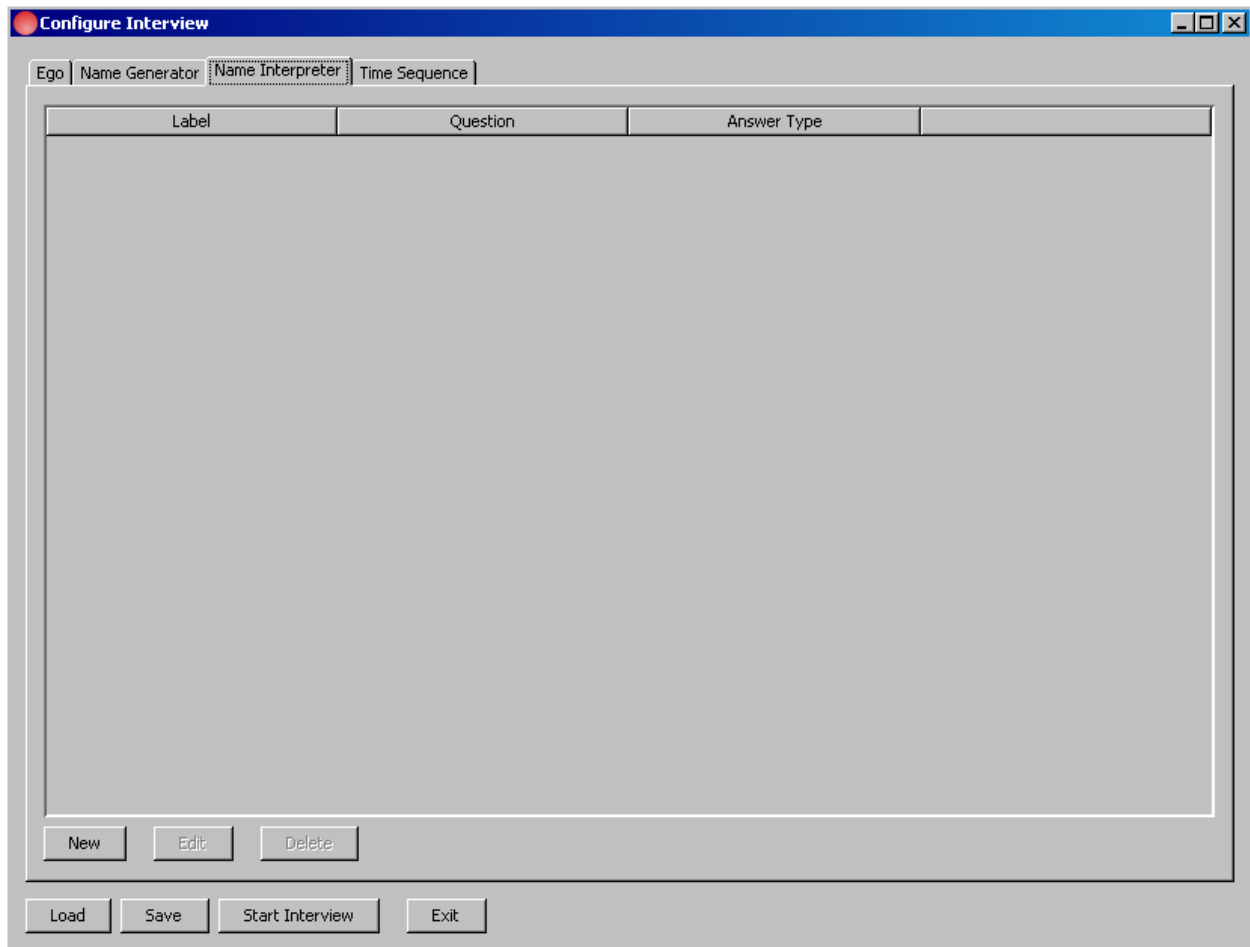 Configure Interview
Ego Name Generator Name Interpreter Time Sequence
Label Question Answer Type
New Edit Delete
Load Save Start Interview Exit